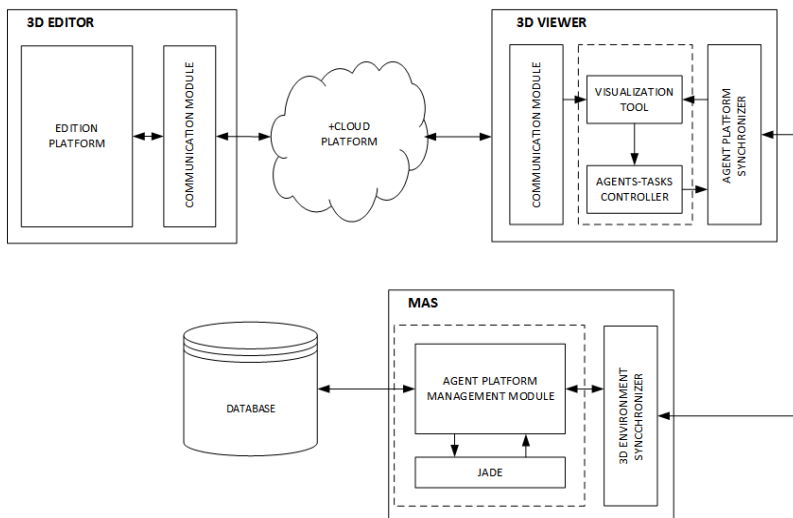 3D EDITOR
EDITION
PLATFORM
COMMUNICATION MODULE
+CLOUD
PLATFORM
3D VIEWER
COMMUNICATION MODULE
VISUALIZATION
TOOL
AGENTS-TASKS
CONTROLLER
AGENT PLATFORM
SYNCHRONIZER
MAS
DATABASE
AGENT PLATFORM
MANAGEMENT MODULE
JADE
3D ENVIRONMENT
SYNCCHRONIZER